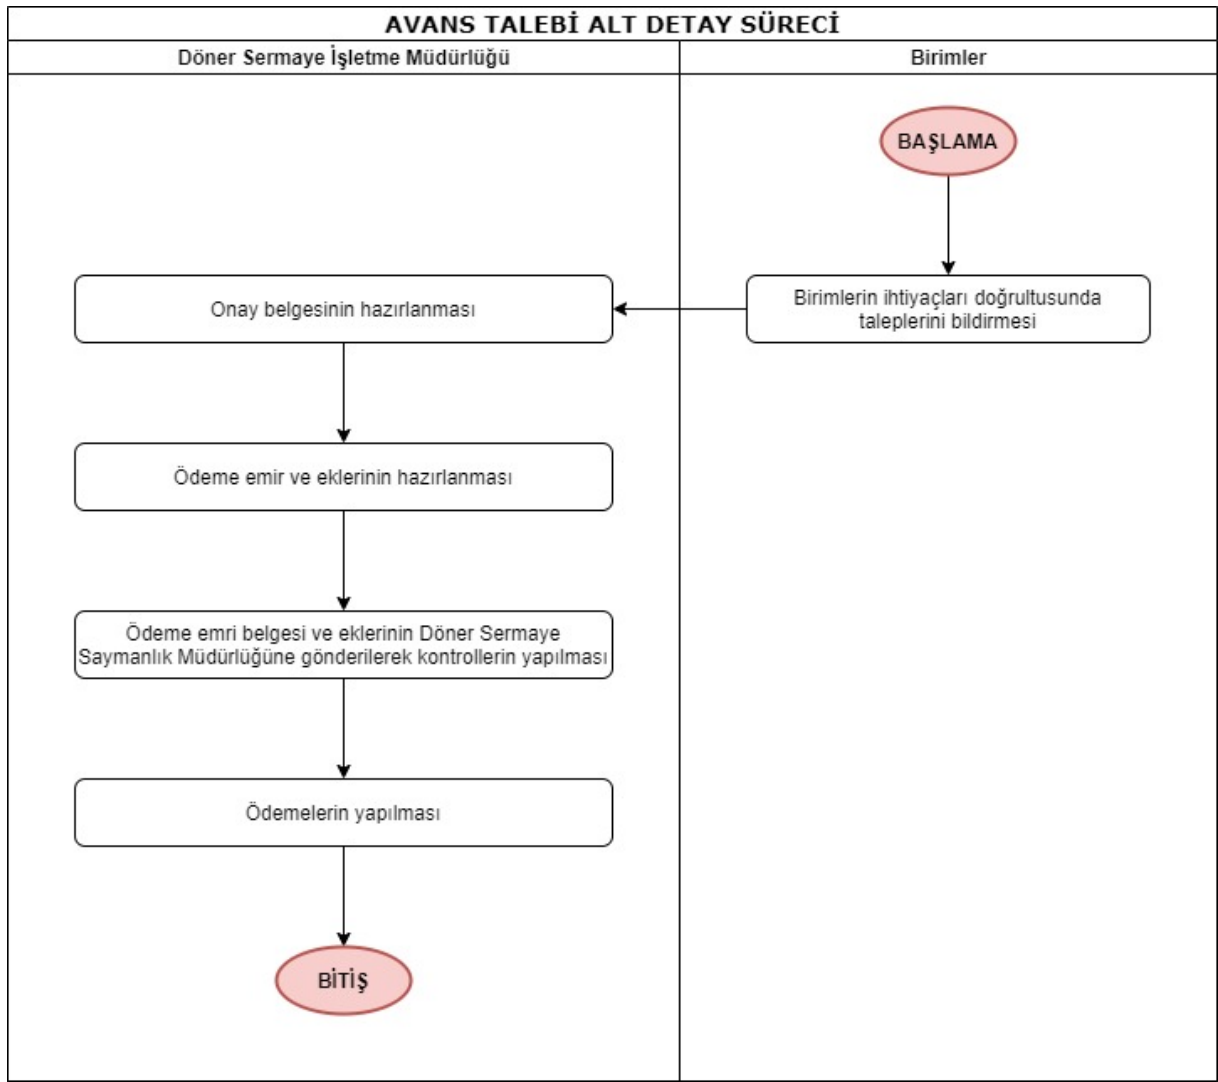 AVANS TALEBİ ALT DETAY SÜRECİ
Döner Sermaye İşletme Müdürlüğü
Birimler
BAŞLAMA
Birimlerin ihtiyaçları doğrultusunda
taleplerini bildirmesi
Onay belgesinin hazırlanması
Ödeme emir ve eklerinin hazırlanması
Ödeme emri belgesi ve eklerinin Döner Sermaye
Saymanlık Müdürlüğüne gönderilerek kontrollerin yapılması
Ödemelerin yapılması
BİTİŞ